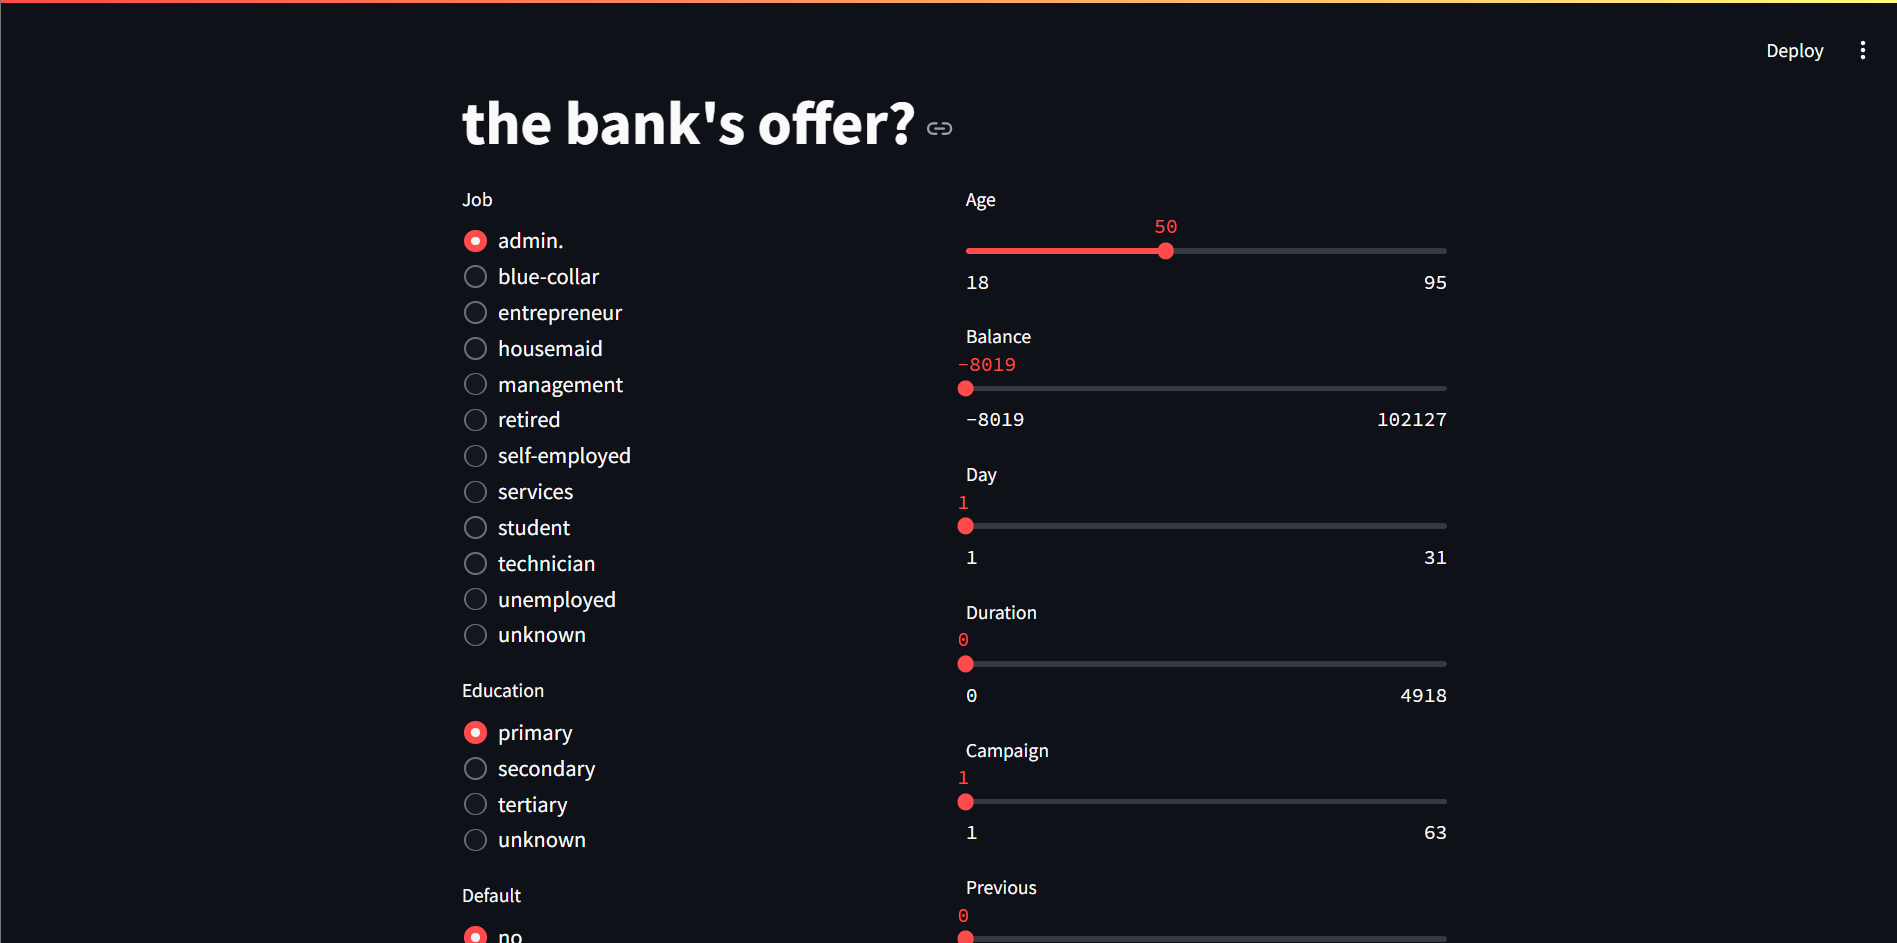 Deploy
the bank's offer?
Job
admin.
blue-collar
entrepreneur
housemaid
management
retired
self-employed
services
student
technician
unemployed
unknown
Education
primary
secondary
tertiary
unknown
Default
no
Age
50
18 95
Balance
−8019
−8019 102127
Day
1
1 31
Duration
0
0 4918
Campaign
1
1 63
Previous
0